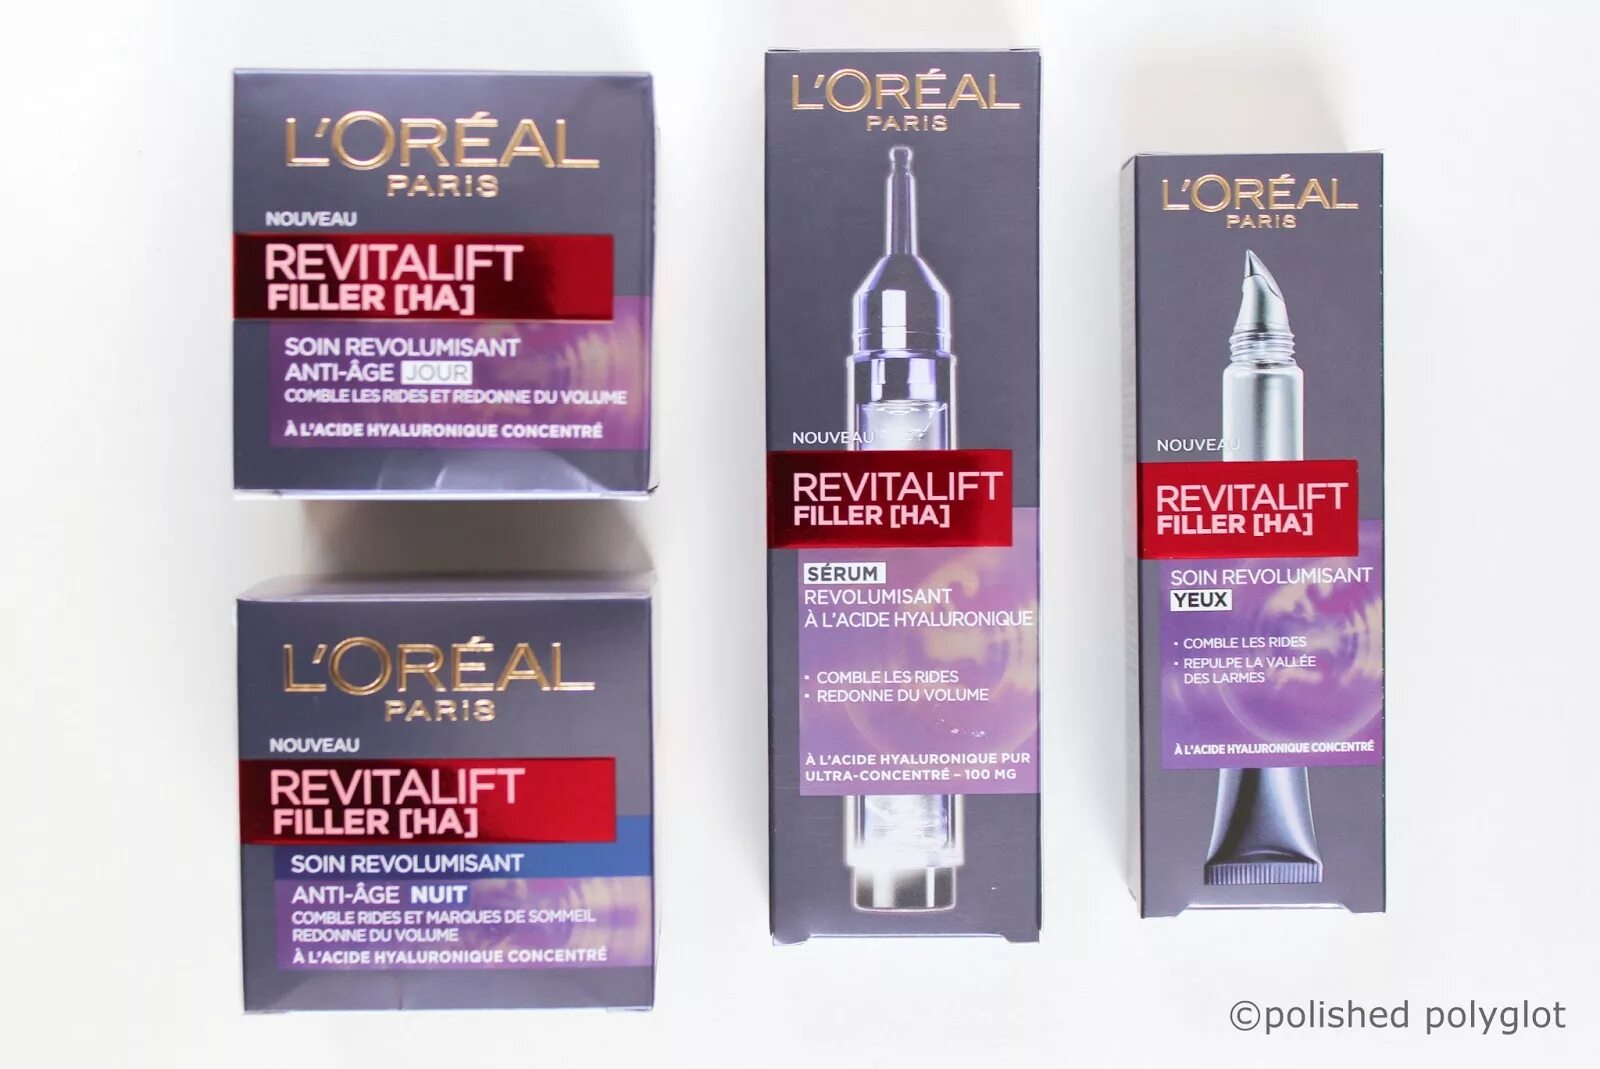 L'ORÉAL
PARIS
NOUVEAU
REVITALIFT
FILLER [HA]
SOIN REVOLUMISANT
ANTI-ÂGE JOUR
COMBLE LES RIDES ET REDONNE DU VOLUME
À L'ACIDE HYALURONIQUE CONCENTRÉ
L'ORÉAL
PARIS
NOUVEAU
REVITALIFT
FILLER [HA]
SOIN REVOLUMISANT
ANTI-ÂGE NUIT
COMBLE RIDES ET MARQUES DE SOMMEIL
REDONNE DU VOLUME
À L'ACIDE HYALURONIQUE CONCENTRÉ
L'ORÉAL
PARIS
NOUVEAU
REVITALIFT
FILLER [HA]
SÉRUM
REVOLUMISANT
À L'ACIDE HYALURONIQUE
• COMBLE LES RIDES
• REDONNE DU VOLUME
À L'ACIDE HYALURONIQUE PUR
ULTRA-CONCENTRÉ – 100 MG
L'ORÉAL
PARIS
NOUVEAU
REVITALIFT
FILLER [HA]
SOIN REVOLUMISANT
YEUX
• COMBLE LES RIDES
• REPULPE LA VALLÉE
DES LARMES
À L'ACIDE HYALURONIQUE CONCENTRÉ
©polished polyglot